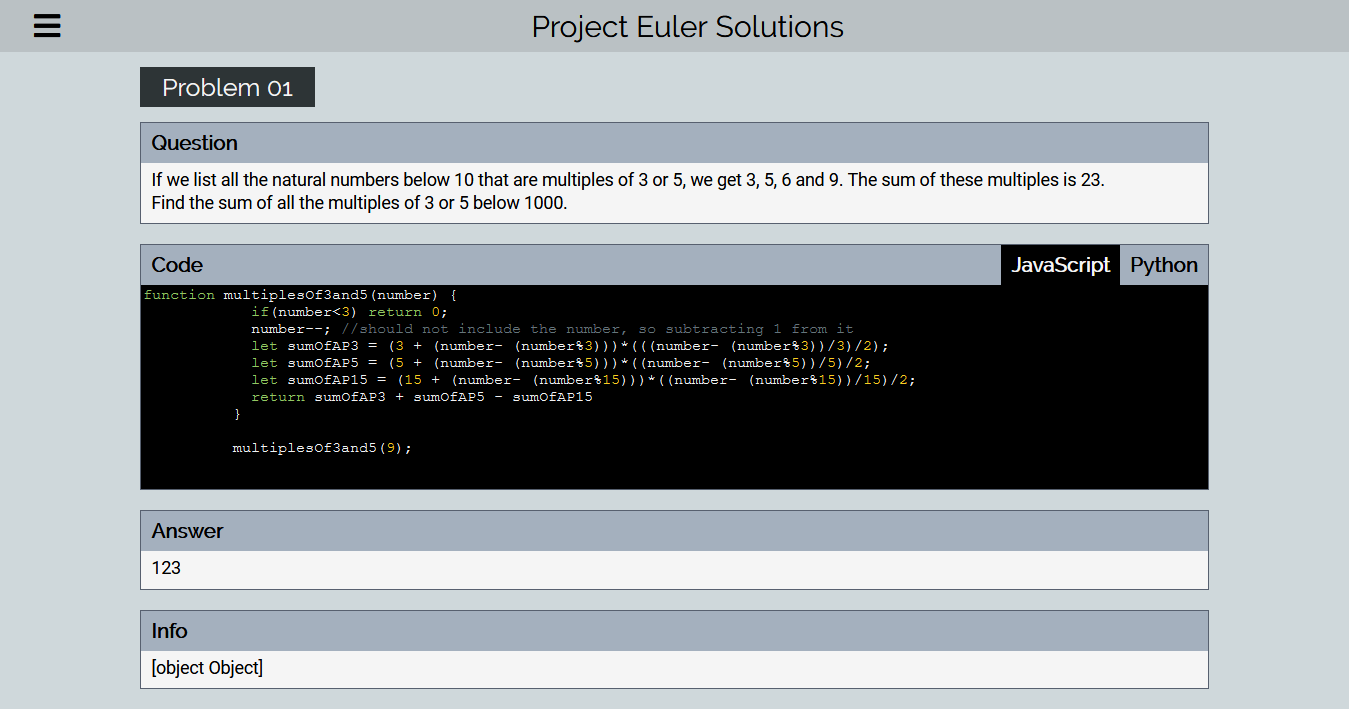 Project Euler Solutions
Problem 01
Question
If we list all the natural numbers below 10 that are multiples of 3 or 5, we get 3, 5, 6 and 9. The sum of these multiples is 23.
Find the sum of all the multiples of 3 or 5 below 1000.
Code
JavaScript
Python
function multiplesOf3and5(number) {
            if(number<3) return 0;
            number--; //should not include the number, so subtracting 1 from it
            let sumOfAP3 = (3 + (number- (number%3)))*(((number- (number%3))/3)/2);
            let sumOfAP5 = (5 + (number- (number%5)))*((number- (number%5))/5)/2;
            let sumOfAP15 = (15 + (number- (number%15)))*((number- (number%15))/15)/2;
            return sumOfAP3 + sumOfAP5 - sumOfAP15
          }
          multiplesOf3and5(9);
Answer
123
Info
[object Object]